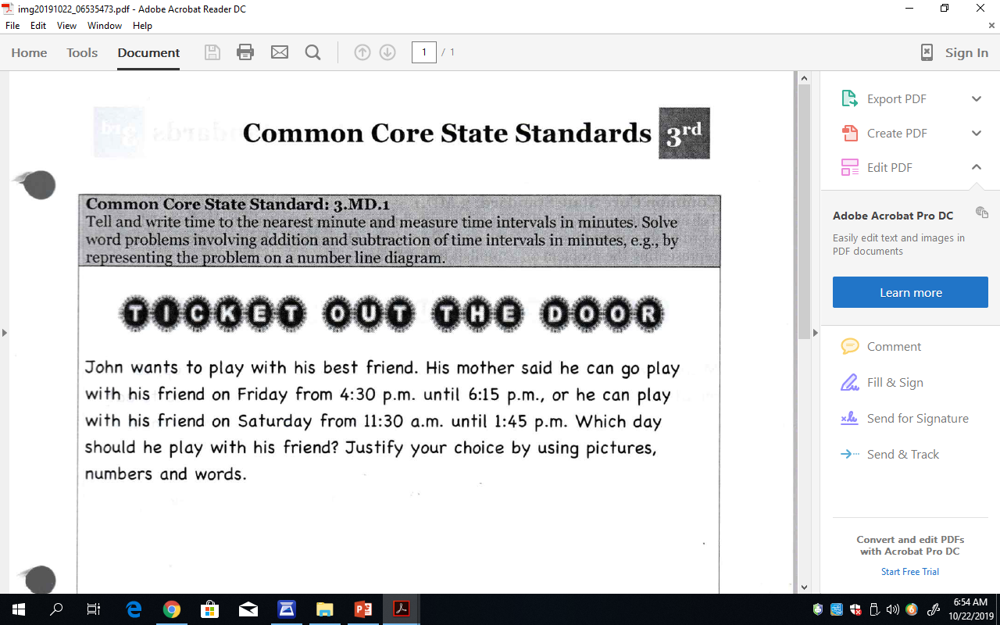 img20191022_06535473.pdf - Adobe Acrobat Reader DC
File Edit View Window Help
Home Tools Document 1 / 1 Sign In
Common Core State Standards 3rd
Common Core State Standard: 3.MD.1
Tell and write time to the nearest minute and measure time intervals in minutes. Solve
word problems involving addition and subtraction of time intervals in minutes, e.g., by
representing the problem on a number line diagram.
TICKET OUT THE DOOR
John wants to play with his best friend. His mother said he can go play
with his friend on Friday from 4:30 p.m. until 6:15 p.m., or he can play
with his friend on Saturday from 11:30 a.m. until 1:45 p.m. Which day
should he play with his friend? Justify your choice by using pictures,
numbers and words.
Export PDF
Create PDF
Edit PDF
Adobe Acrobat Pro DC
Easily edit text and images in
PDF documents
Learn more
Comment
Fill & Sign
Send for Signature
Send & Track
Convert and edit PDFs
with Acrobat Pro DC
Start Free Trial
6:54 AM
10/22/2019